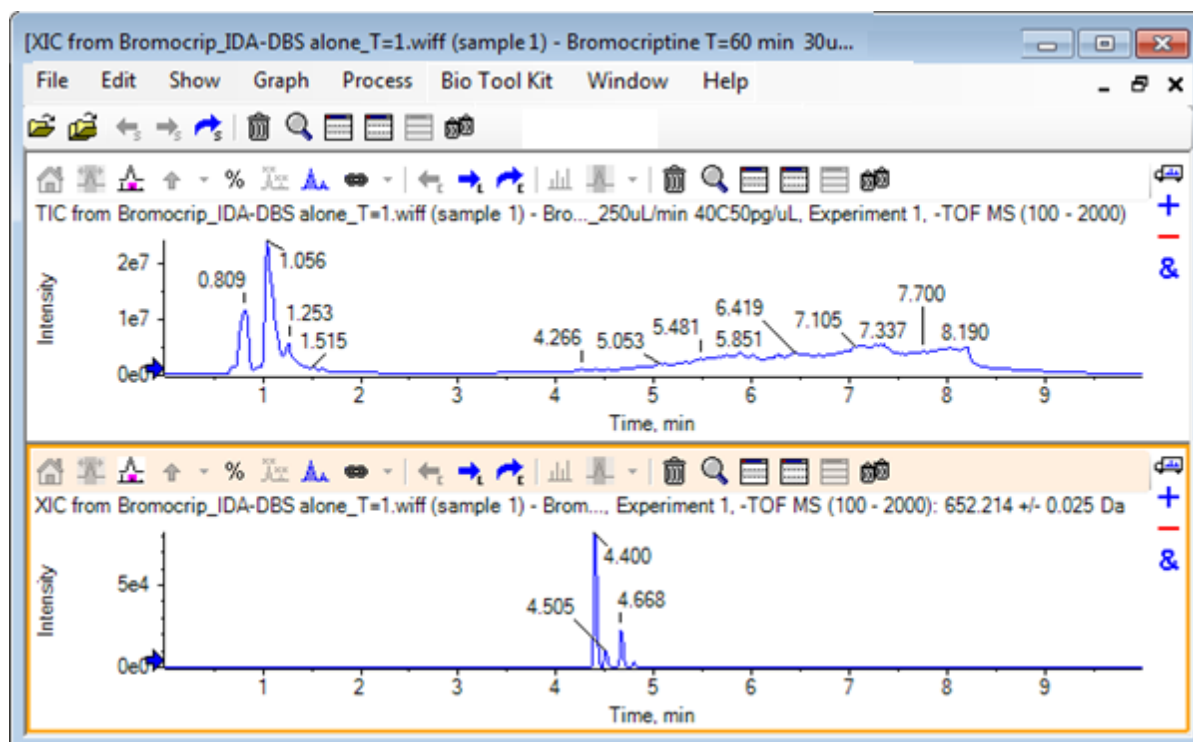 [XIC from Bromocrip_IDA-DBS alone_T=1.wiff (sample 1) - Bromocriptine T=60 min 30u...
File Edit Show Graph Process Bio Tool Kit Window Help
TIC from Bromocrip_IDA-DBS alone_T=1.wiff (sample 1) - Bro..._250uL/min 40C50pg/uL, Experiment 1, -TOF MS (100 - 2000)
Intensity
2e7
1e7
0e0
0.809
1.056
1.253
1.515
4.266
5.053
5.481
5.851
6.419
7.105
7.337
7.700
8.190
1 2 3 4 5 6 7 8 9
Time, min
XIC from Bromocrip_IDA-DBS alone_T=1.wiff (sample 1) - Brom..., Experiment 1, -TOF MS (100 - 2000): 652.214 +/- 0.025 Da
Intensity
5e4
0e0
4.400
4.505
4.668
1 2 3 4 5 6 7 8 9
Time, min